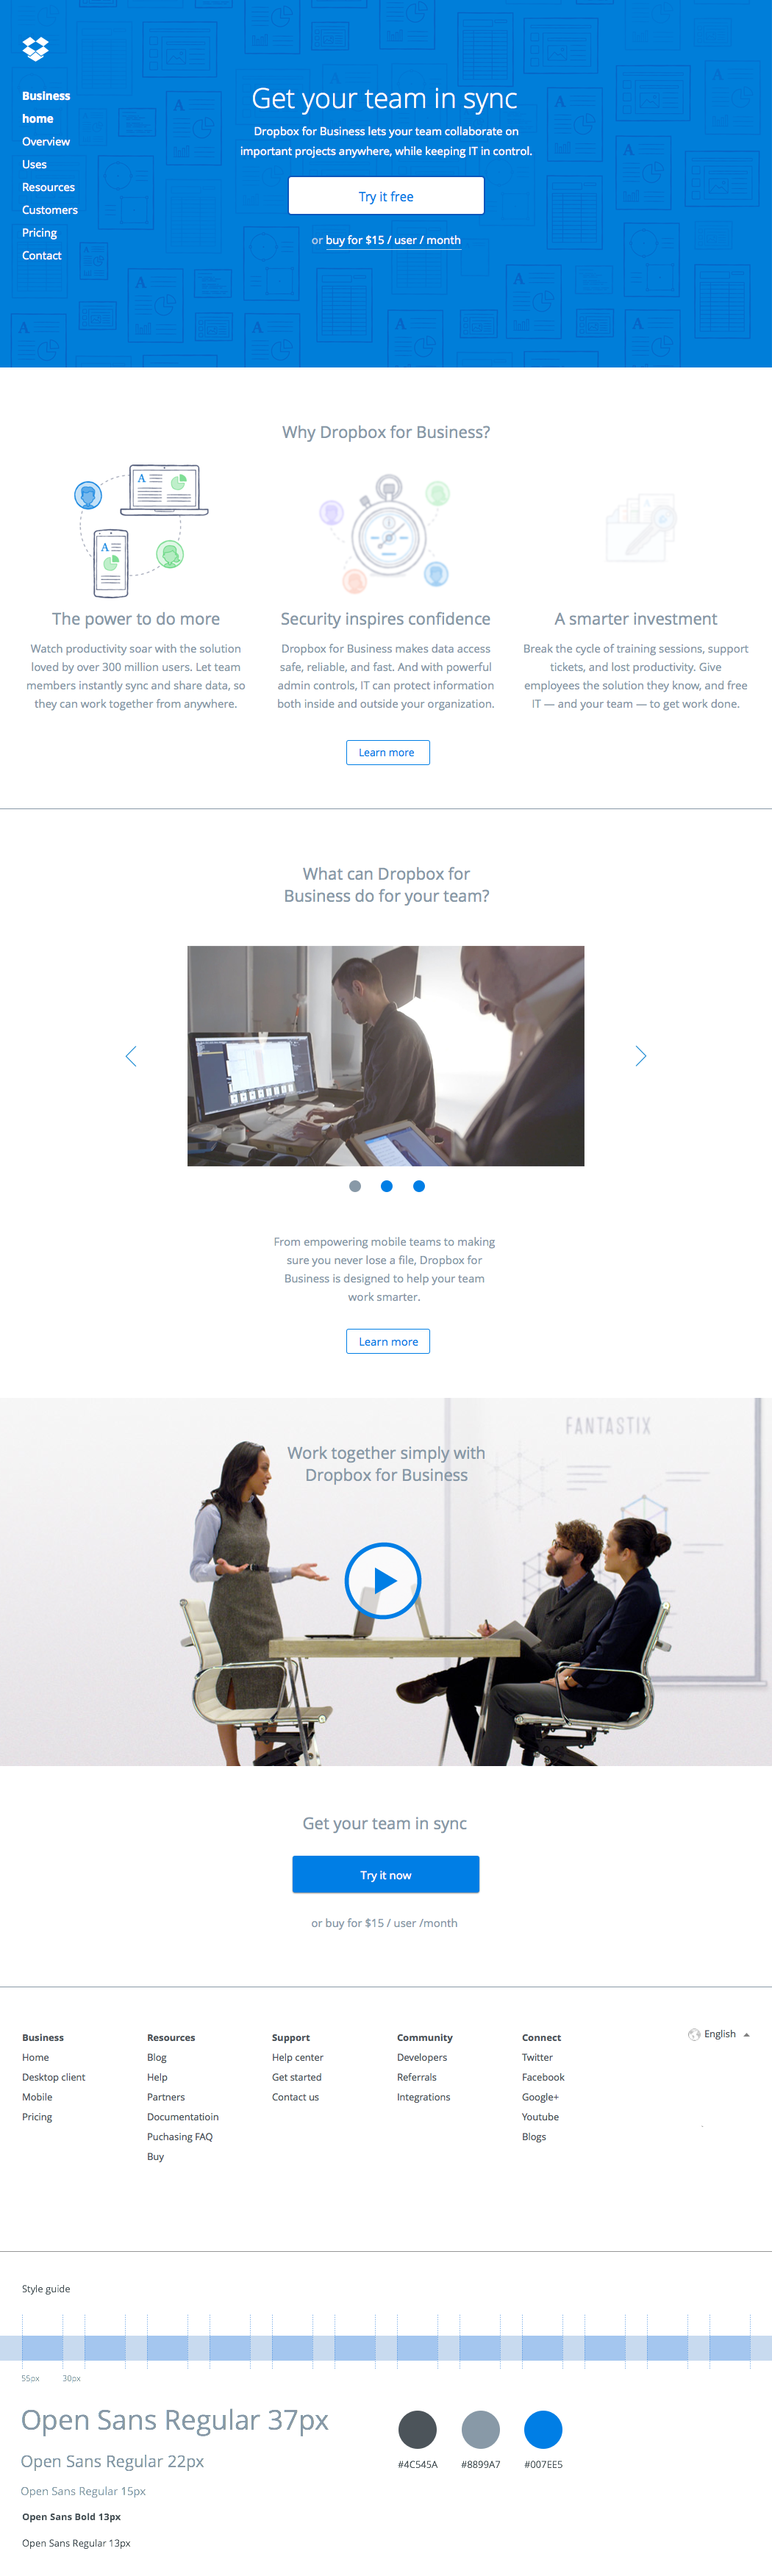 Business
home
Overview
Uses
Resources
Customers
Pricing
Contact
Get your team in sync
Dropbox for Business lets your team collaborate on
important projects anywhere, while keeping IT in control.
Try it free
or buy for $15 / user / month
Why Dropbox for Business?
The power to do more
Watch productivity soar with the solution
loved by over 300 million users. Let team
members instantly sync and share data, so
they can work together from anywhere.
Security inspires confidence
Dropbox for Business makes data access
safe, reliable, and fast. And with powerful
admin controls, IT can protect information
both inside and outside your organization.
A smarter investment
Break the cycle of training sessions, support
tickets, and lost productivity. Give
employees the solution they know, and free
IT — and your team — to get work done.
Learn more
What can Dropbox for
Business do for your team?
From empowering mobile teams to making
sure you never lose a file, Dropbox for
Business is designed to help your team
work smarter.
Learn more
FANTASTIX
Work together simply with
Dropbox for Business
Get your team in sync
Try it now
or buy for $15 / user /month
Business
Home
Desktop client
Mobile
Pricing
Resources
Blog
Help
Partners
Documentatioin
Puchasing FAQ
Buy
Support
Help center
Get started
Contact us
Community
Developers
Referrals
Integrations
Connect
Twitter
Facebook
Google+
Youtube
Blogs
English
Style guide
55px 30px
Open Sans Regular 37px
Open Sans Regular 22px
Open Sans Regular 15px
Open Sans Bold 13px
Open Sans Regular 13px
#4C545A #8899A7 #007EE5